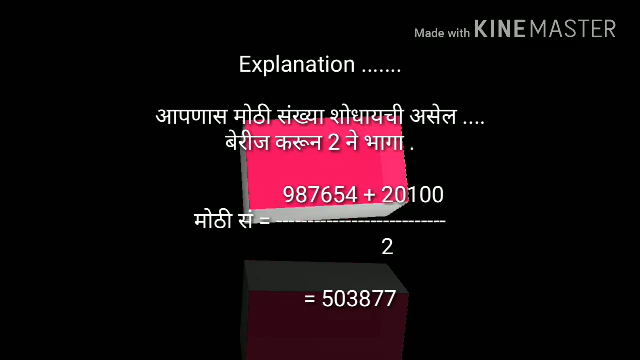 Made with KINEMASTER
Explanation .......
आपणास मोठी संख्या शोधायची असेल ....
बेरीज करून 2 ने भागा .
987654 + 20100
मोठी सं = ---------------------------
2
= 503877